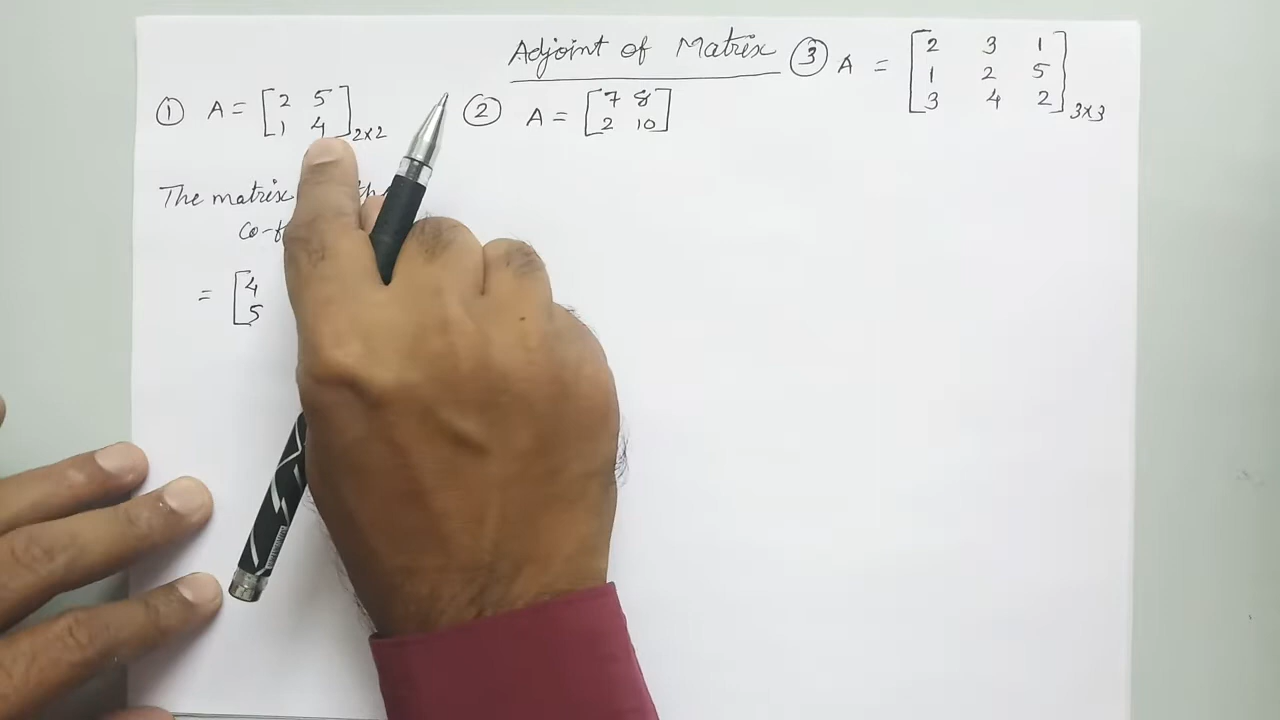 Adjoint of Matrix
① A = [2 5
1 4] 2x2
② A = [7 8
2 10]
③ A = [2 3 1
1 2 5
3 4 2] 3x3
The matrix
= [4
5